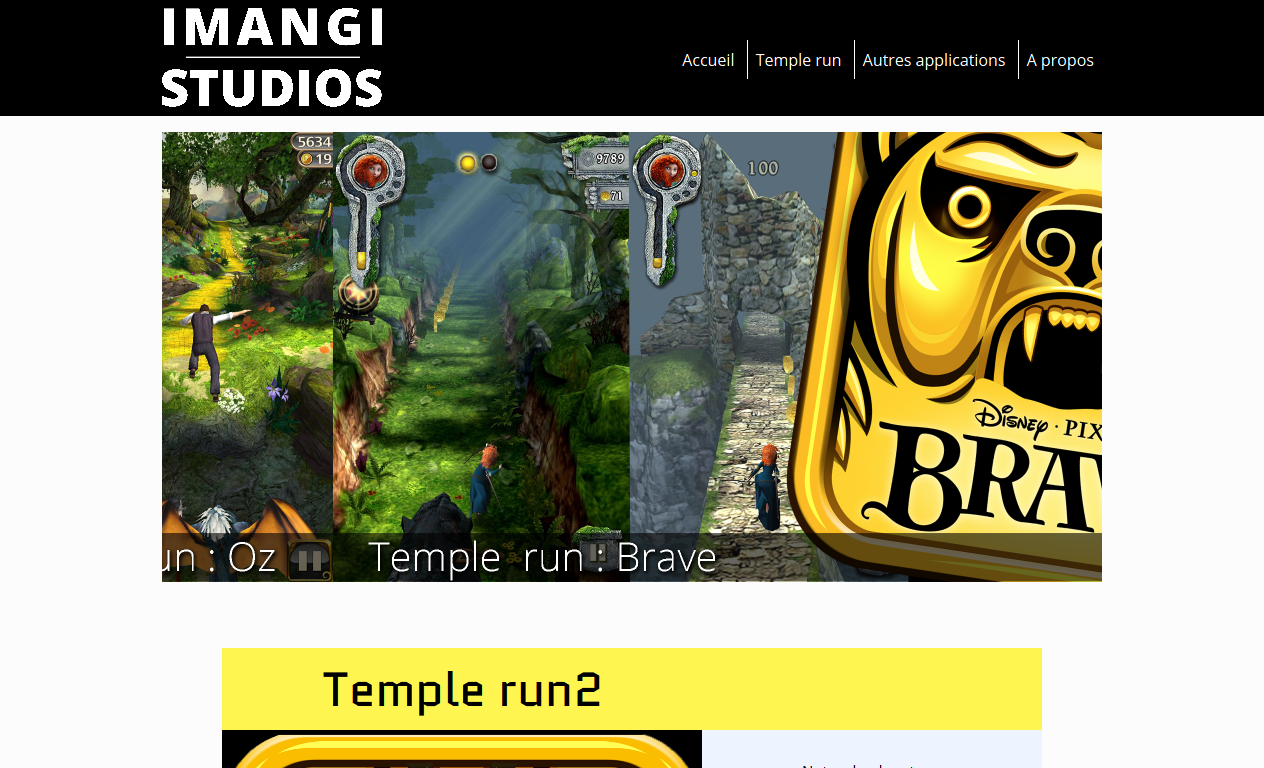 IMANGI
STUDIOS
Accueil
Temple run
Autres applications
A propos
5634
19
9789
71
100
Disney · PIX
BRAV
un : Oz
Temple run : Brave
Temple run2